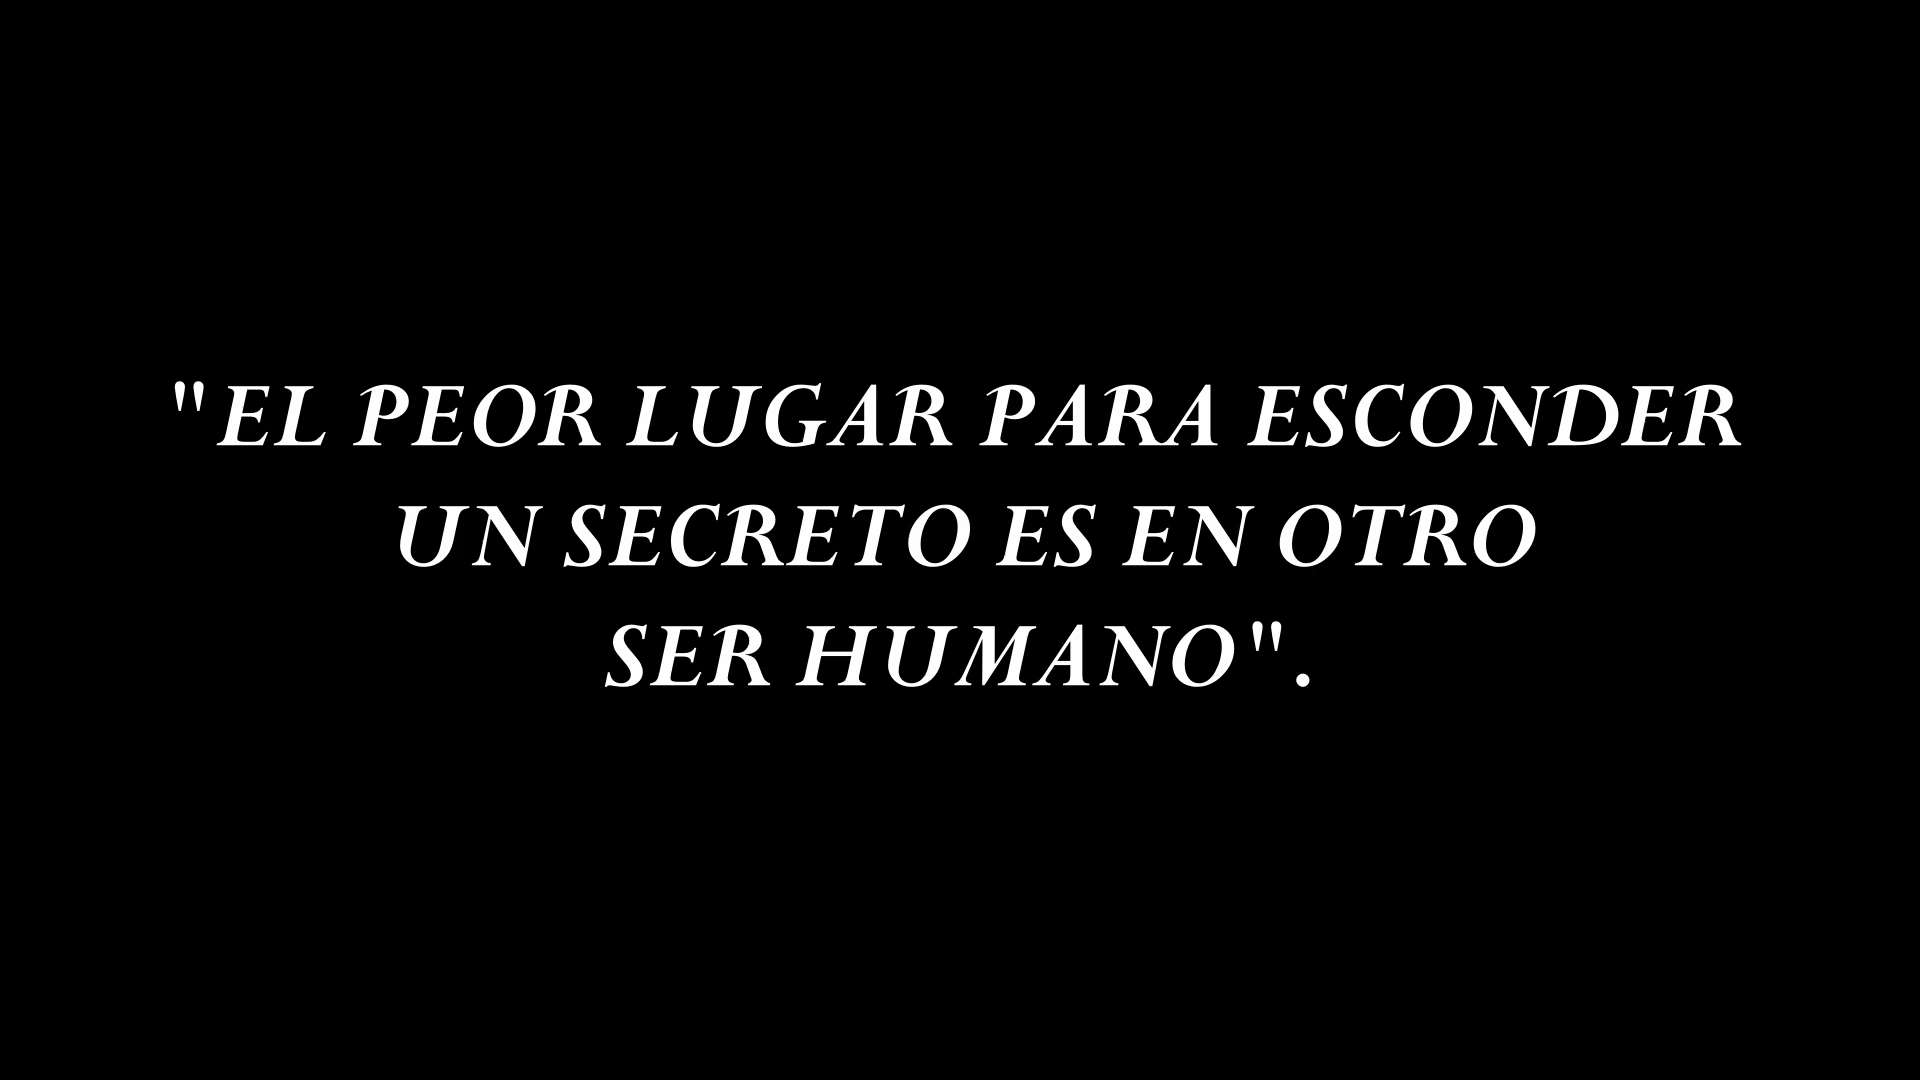 "EL PEOR LUGAR PARA ESCONDER
UN SECRETO ES EN OTRO
SER HUMANO".